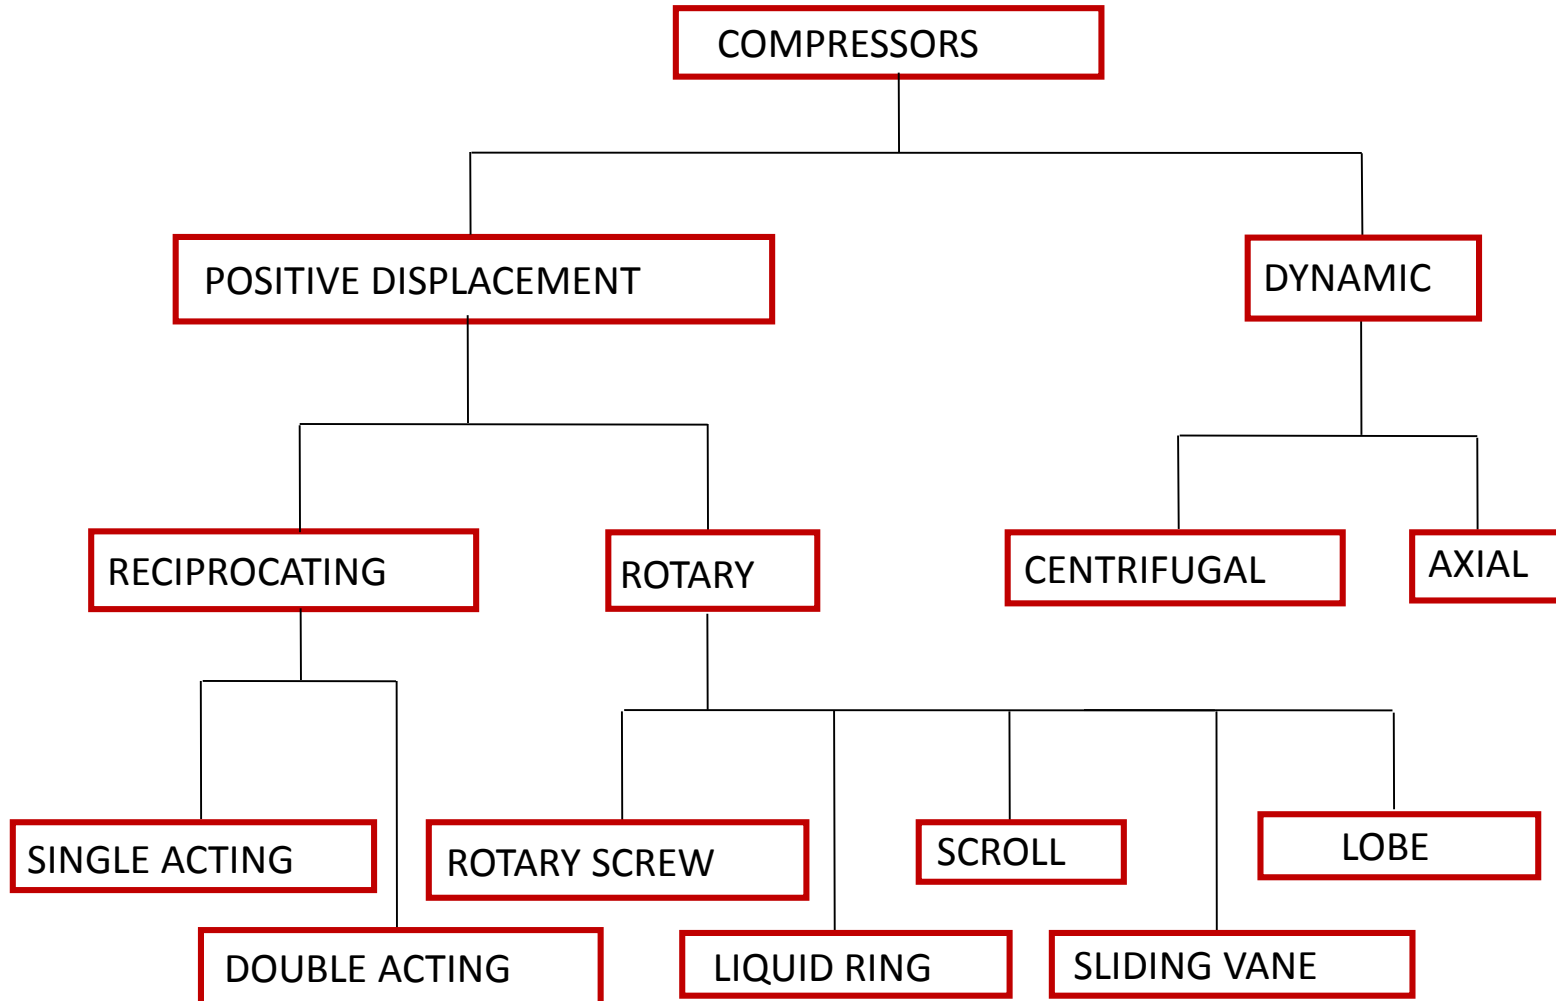 COMPRESSORS
POSITIVE DISPLACEMENT
DYNAMIC
RECIPROCATING
ROTARY
CENTRIFUGAL
AXIAL
SINGLE ACTING
ROTARY SCREW
SCROLL
LOBE
DOUBLE ACTING
LIQUID RING
SLIDING VANE